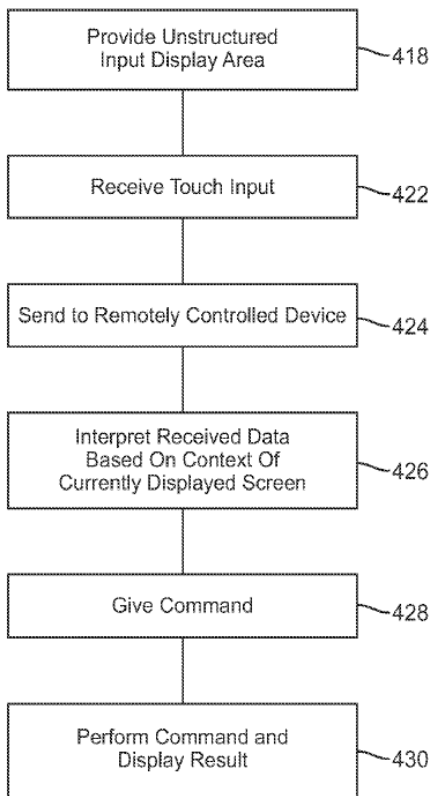 Provide Unstructured
Input Display Area
418
Receive Touch Input
422
Send to Remotely Controlled Device
424
Interpret Received Data
Based On Context Of
Currently Displayed Screen
426
Give Command
428
Perform Command and
Display Result
430